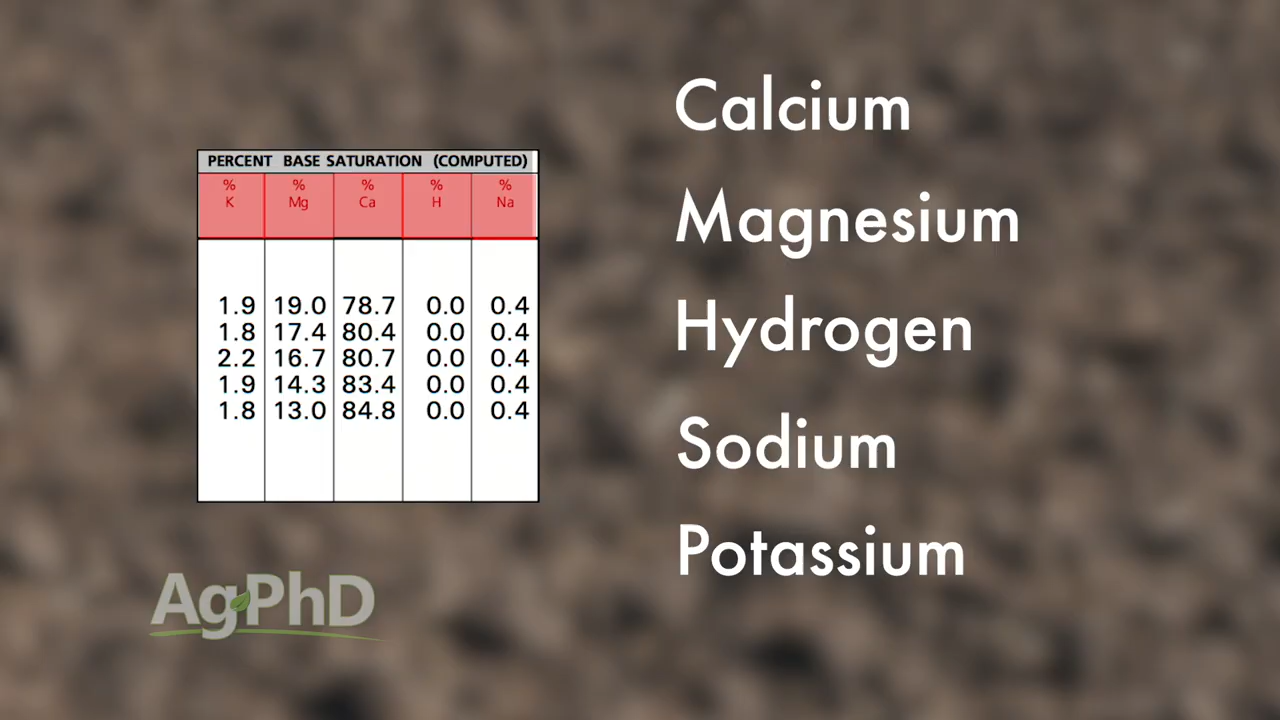 PERCENT BASE SATURATION (COMPUTED)
% % % % %
K Mg Ca H Na
1.9 19.0 78.7 0.0 0.4
1.8 17.4 80.4 0.0 0.4
2.2 16.7 80.7 0.0 0.4
1.9 14.3 83.4 0.0 0.4
1.8 13.0 84.8 0.0 0.4
Calcium
Magnesium
Hydrogen
Sodium
Potassium
AgPhD